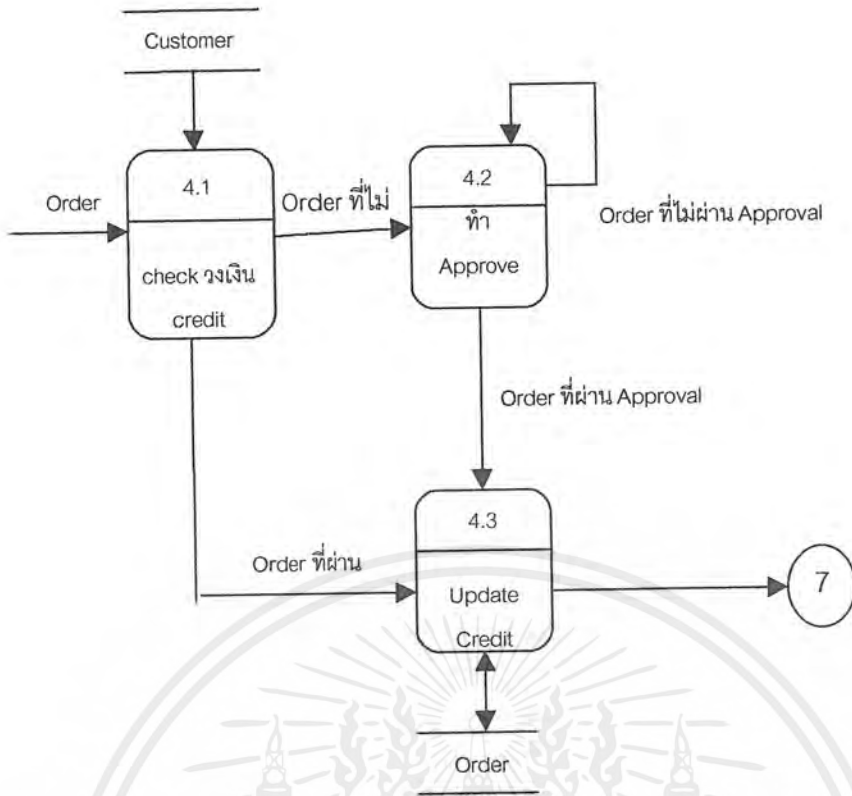 Customer
4.1
4.2
Order
Order ที่ไม่
ทำ
Order ที่ไม่ผ่าน Approval
check วงเงิน
Approve
credit
Order ที่ผ่าน Approval
4.3
Order ที่ผ่าน
7
Update
Credit
Order